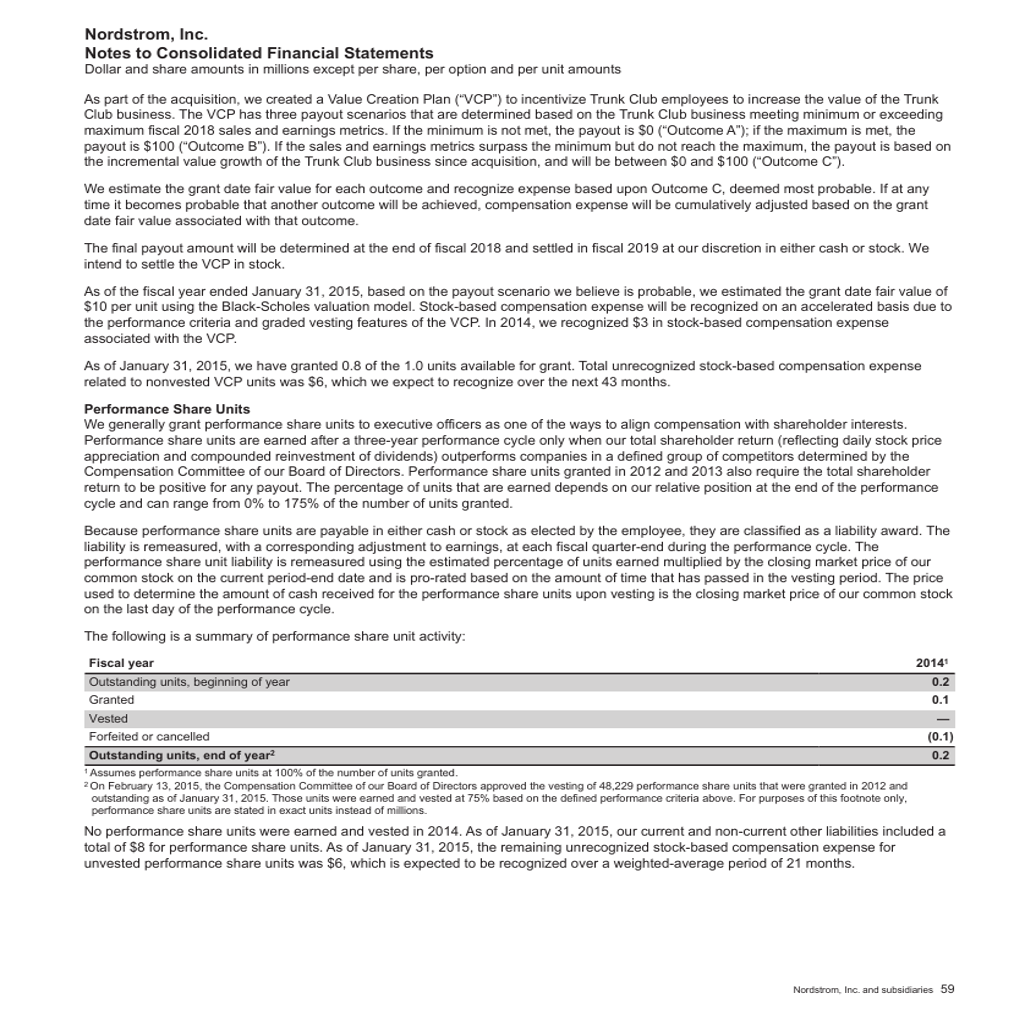 Nordstrom, Inc.
Notes to Consolidated Financial Statements
Dollar and share amounts in millions except per share, per option and per unit amounts
As part of the acquisition, we created a Value Creation Plan (“VCP”) to incentivize Trunk Club employees to increase the value of the Trunk
Club business. The VCP has three payout scenarios that are determined based on the Trunk Club business meeting minimum or exceeding
maximum fiscal 2018 sales and earnings metrics. If the minimum is not met, the payout is $0 (“Outcome A”); if the maximum is met, the
payout is $100 (“Outcome B”). If the sales and earnings metrics surpass the minimum but do not reach the maximum, the payout is based on
the incremental value growth of the Trunk Club business since acquisition, and will be between $0 and $100 (“Outcome C”).
We estimate the grant date fair value for each outcome and recognize expense based upon Outcome C, deemed most probable. If at any
time it becomes probable that another outcome will be achieved, compensation expense will be cumulatively adjusted based on the grant
date fair value associated with that outcome.
The final payout amount will be determined at the end of fiscal 2018 and settled in fiscal 2019 at our discretion in either cash or stock. We
intend to settle the VCP in stock.
As of the fiscal year ended January 31, 2015, based on the payout scenario we believe is probable, we estimated the grant date fair value of
$10 per unit using the Black-Scholes valuation model. Stock-based compensation expense will be recognized on an accelerated basis due to
the performance criteria and graded vesting features of the VCP. In 2014, we recognized $3 in stock-based compensation expense
associated with the VCP.
As of January 31, 2015, we have granted 0.8 of the 1.0 units available for grant. Total unrecognized stock-based compensation expense
related to nonvested VCP units was $6, which we expect to recognize over the next 43 months.
Performance Share Units
We generally grant performance share units to executive officers as one of the ways to align compensation with shareholder interests.
Performance share units are earned after a three-year performance cycle only when our total shareholder return (reflecting daily stock price
appreciation and compounded reinvestment of dividends) outperforms companies in a defined group of competitors determined by the
Compensation Committee of our Board of Directors. Performance share units granted in 2012 and 2013 also require the total shareholder
return to be positive for any payout. The percentage of units that are earned depends on our relative position at the end of the performance
cycle and can range from 0% to 175% of the number of units granted.
Because performance share units are payable in either cash or stock as elected by the employee, they are classified as a liability award. The
liability is remeasured, with a corresponding adjustment to earnings, at each fiscal quarter-end during the performance cycle. The
performance share unit liability is remeasured using the estimated percentage of units earned multiplied by the closing market price of our
common stock on the current period-end date and is pro-rated based on the amount of time that has passed in the vesting period. The price
used to determine the amount of cash received for the performance share units upon vesting is the closing market price of our common stock
on the last day of the performance cycle.
The following is a summary of performance share unit activity:
Fiscal year 2014¹
Outstanding units, beginning of year 0.2
Granted 0.1
Vested —
Forfeited or cancelled (0.1)
Outstanding units, end of year² 0.2
¹ Assumes performance share units at 100% of the number of units granted.
² On February 13, 2015, the Compensation Committee of our Board of Directors approved the vesting of 48,229 performance share units that were granted in 2012 and
outstanding as of January 31, 2015. Those units were earned and vested at 75% based on the defined performance criteria above. For purposes of this footnote only,
performance share units are stated in exact units instead of millions.
No performance share units were earned and vested in 2014. As of January 31, 2015, our current and non-current other liabilities included a
total of $8 for performance share units. As of January 31, 2015, the remaining unrecognized stock-based compensation expense for
unvested performance share units was $6, which is expected to be recognized over a weighted-average period of 21 months.
Nordstrom, Inc. and subsidiaries 59